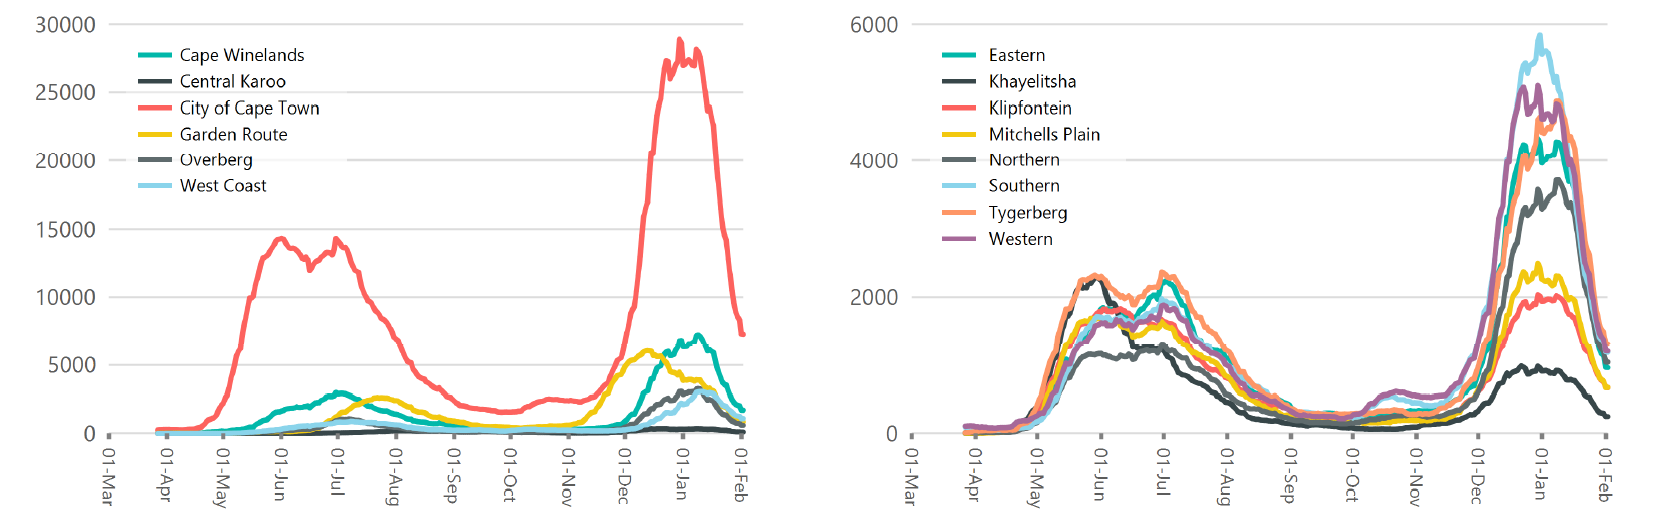 30000
25000
20000
15000
10000
5000
0
Cape Winelands
Central Karoo
City of Cape Town
Garden Route
Overberg
West Coast
01-Mar
01-Apr
01-May
01-Jun
01-Jul
01-Aug
01-Sep
01-Oct
01-Nov
01-Dec
01-Jan
01-Feb
6000
4000
2000
0
Eastern
Khayelitsha
Klipfontein
Mitchells Plain
Northern
Southern
Tygerberg
Western
01-Mar
01-Apr
01-May
01-Jun
01-Jul
01-Aug
01-Sep
01-Oct
01-Nov
01-Dec
01-Jan
01-Feb